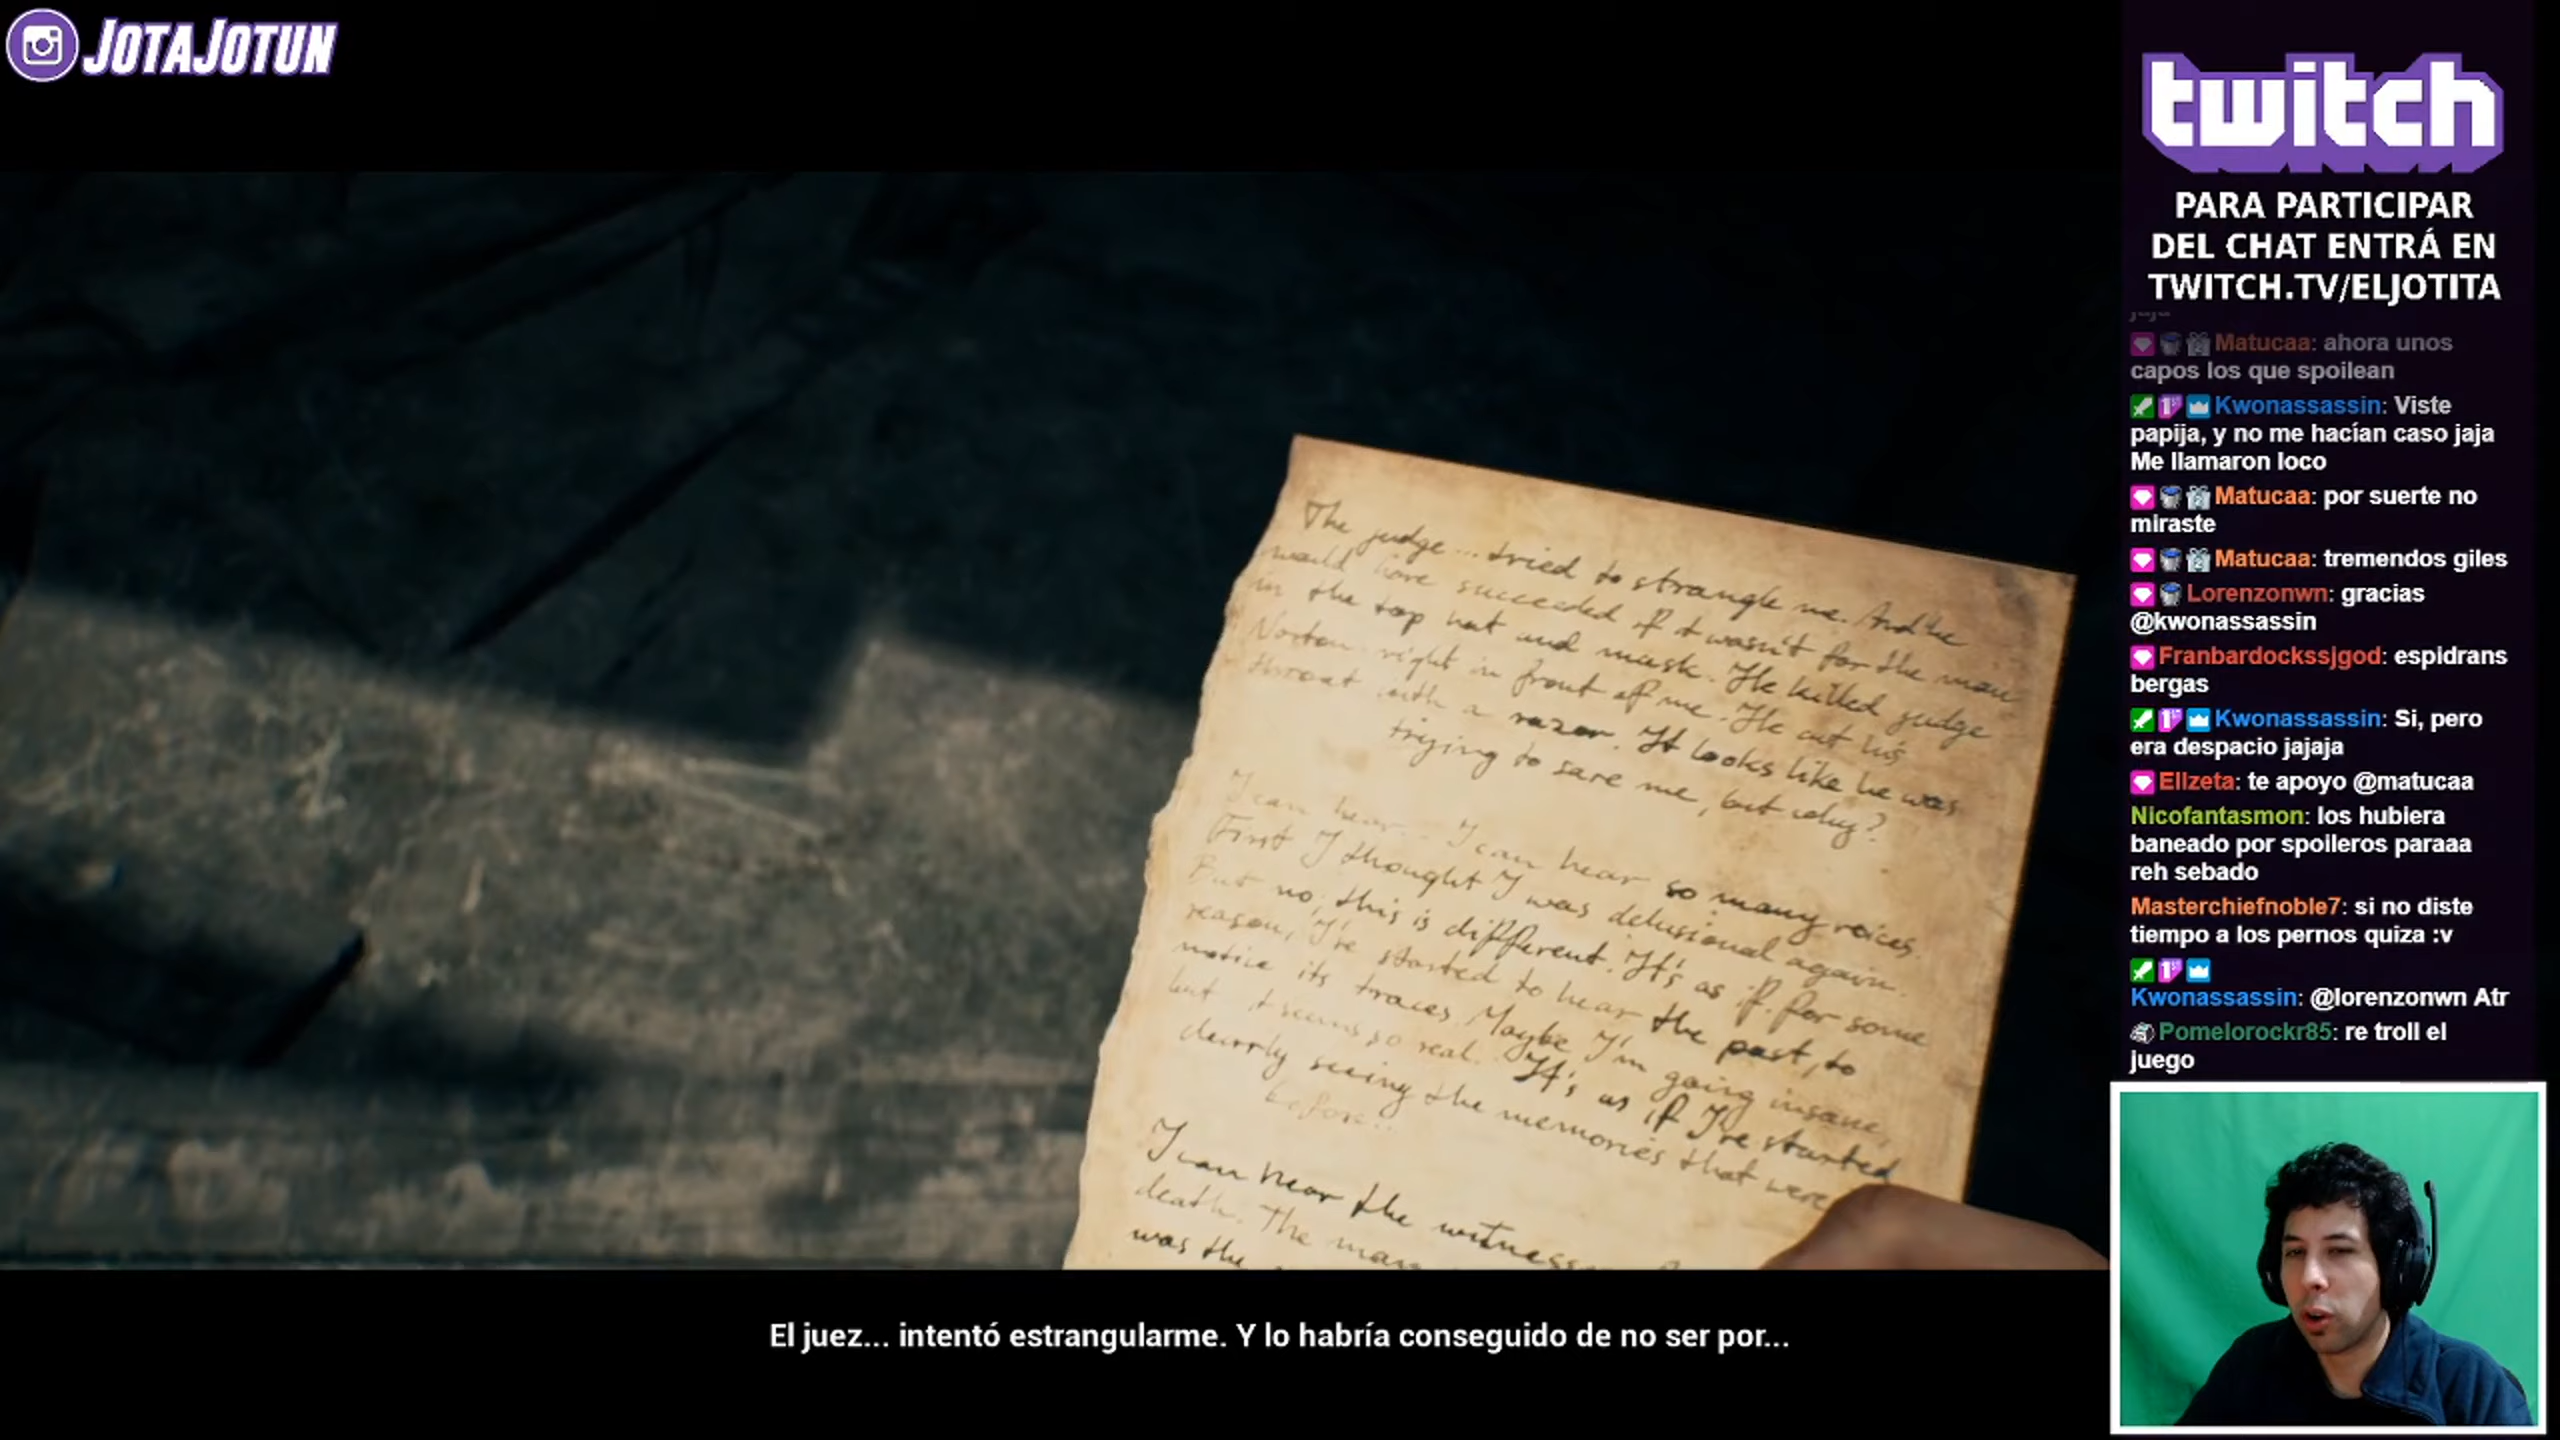 JOTAJOTUN
The judge... tried to strangle me. And he
would have succeeded if it wasn't for the man
in the top hat and mask. He killed judge
Norton right in front of me. He cut his
throat with a razor. It looks like he was
trying to save me, but why?
I can hear... I can hear so many voices.
First I thought I was delusional again.
But no, this is different. It's as if for some
reason, I've started to hear the past, to
notice its traces. Maybe I'm going insane,
but it seems so real. It's as if I've started
clearly seeing the memories that were
before...
I can hear the witness
death. The man
was the
El juez... intentó estrangularme. Y lo habría conseguido de no ser por...
twitch
PARA PARTICIPAR
DEL CHAT ENTRÁ EN
TWITCH.TV/ELJOTITA
jaja
Matucaa: ahora unos
capos los que spoilean
Kwonassassin: Viste
papija, y no me hacían caso jaja
Me llamaron loco
Matucaa: por suerte no
miraste
Matucaa: tremendos giles
Lorenzonwn: gracias
@kwonassassin
Franbardockssjgod: espidrans
bergas
Kwonassassin: Si, pero
era despacio jajaja
Ellzeta: te apoyo @matucaa
Nicofantasmon: los hubiera
baneado por spolleros paraaa
reh sebado
Masterchiefnoble7: si no diste
tiempo a los pernos quiza :v
Kwonassassin: @lorenzonwn Atr
Pomelorockr85: re troll el
juego